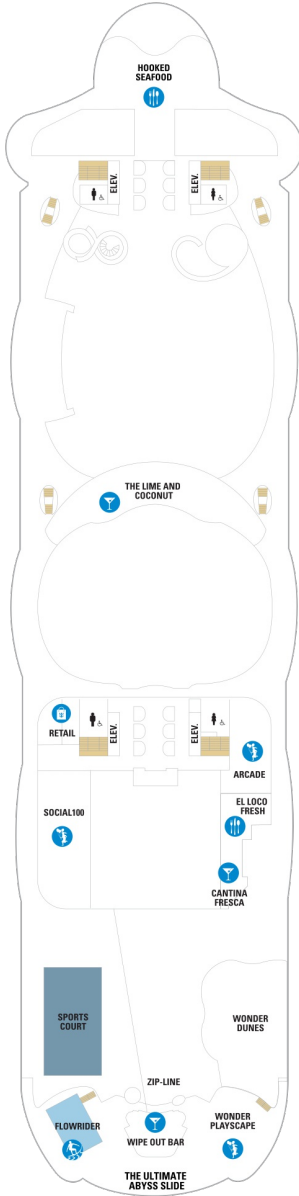 HOOKED
SEAFOOD
ELEV.
ELEV.
THE LIME AND
COCONUT
RETAIL
ELEV.
ELEV.
ARCADE
SOCIAL100
EL LOCO
FRESH
CANTINA
FRESCA
SPORTS
COURT
WONDER
DUNES
ZIP-LINE
FLOWRIDER
WIPE OUT BAR
WONDER
PLAYSCAPE
THE ULTIMATE
ABYSS SLIDE